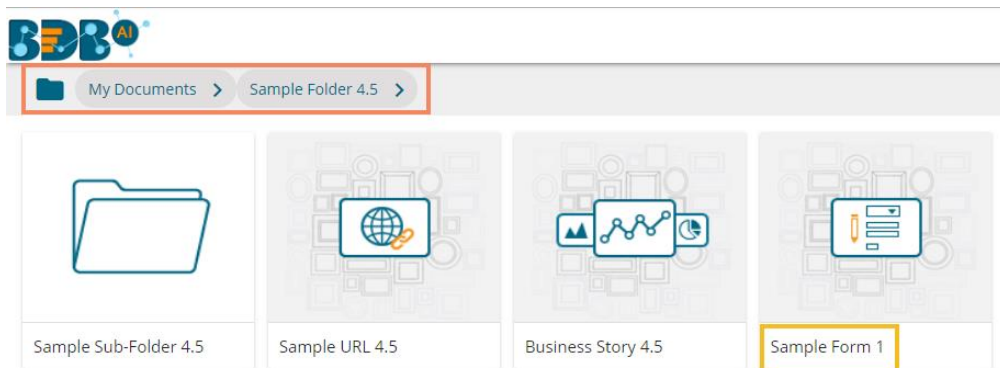 BDB AI
My Documents > Sample Folder 4.5 >
Sample Sub-Folder 4.5 Sample URL 4.5 Business Story 4.5 Sample Form 1